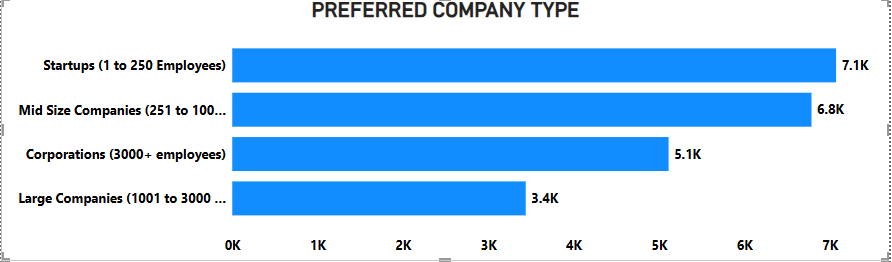 PREFERRED COMPANY TYPE
Startups (1 to 250 Employees) 7.1K
Mid Size Companies (251 to 100... 6.8K
Corporations (3000+ employees) 5.1K
Large Companies (1001 to 3000 ... 3.4K
0K 1K 2K 3K 4K 5K 6K 7K